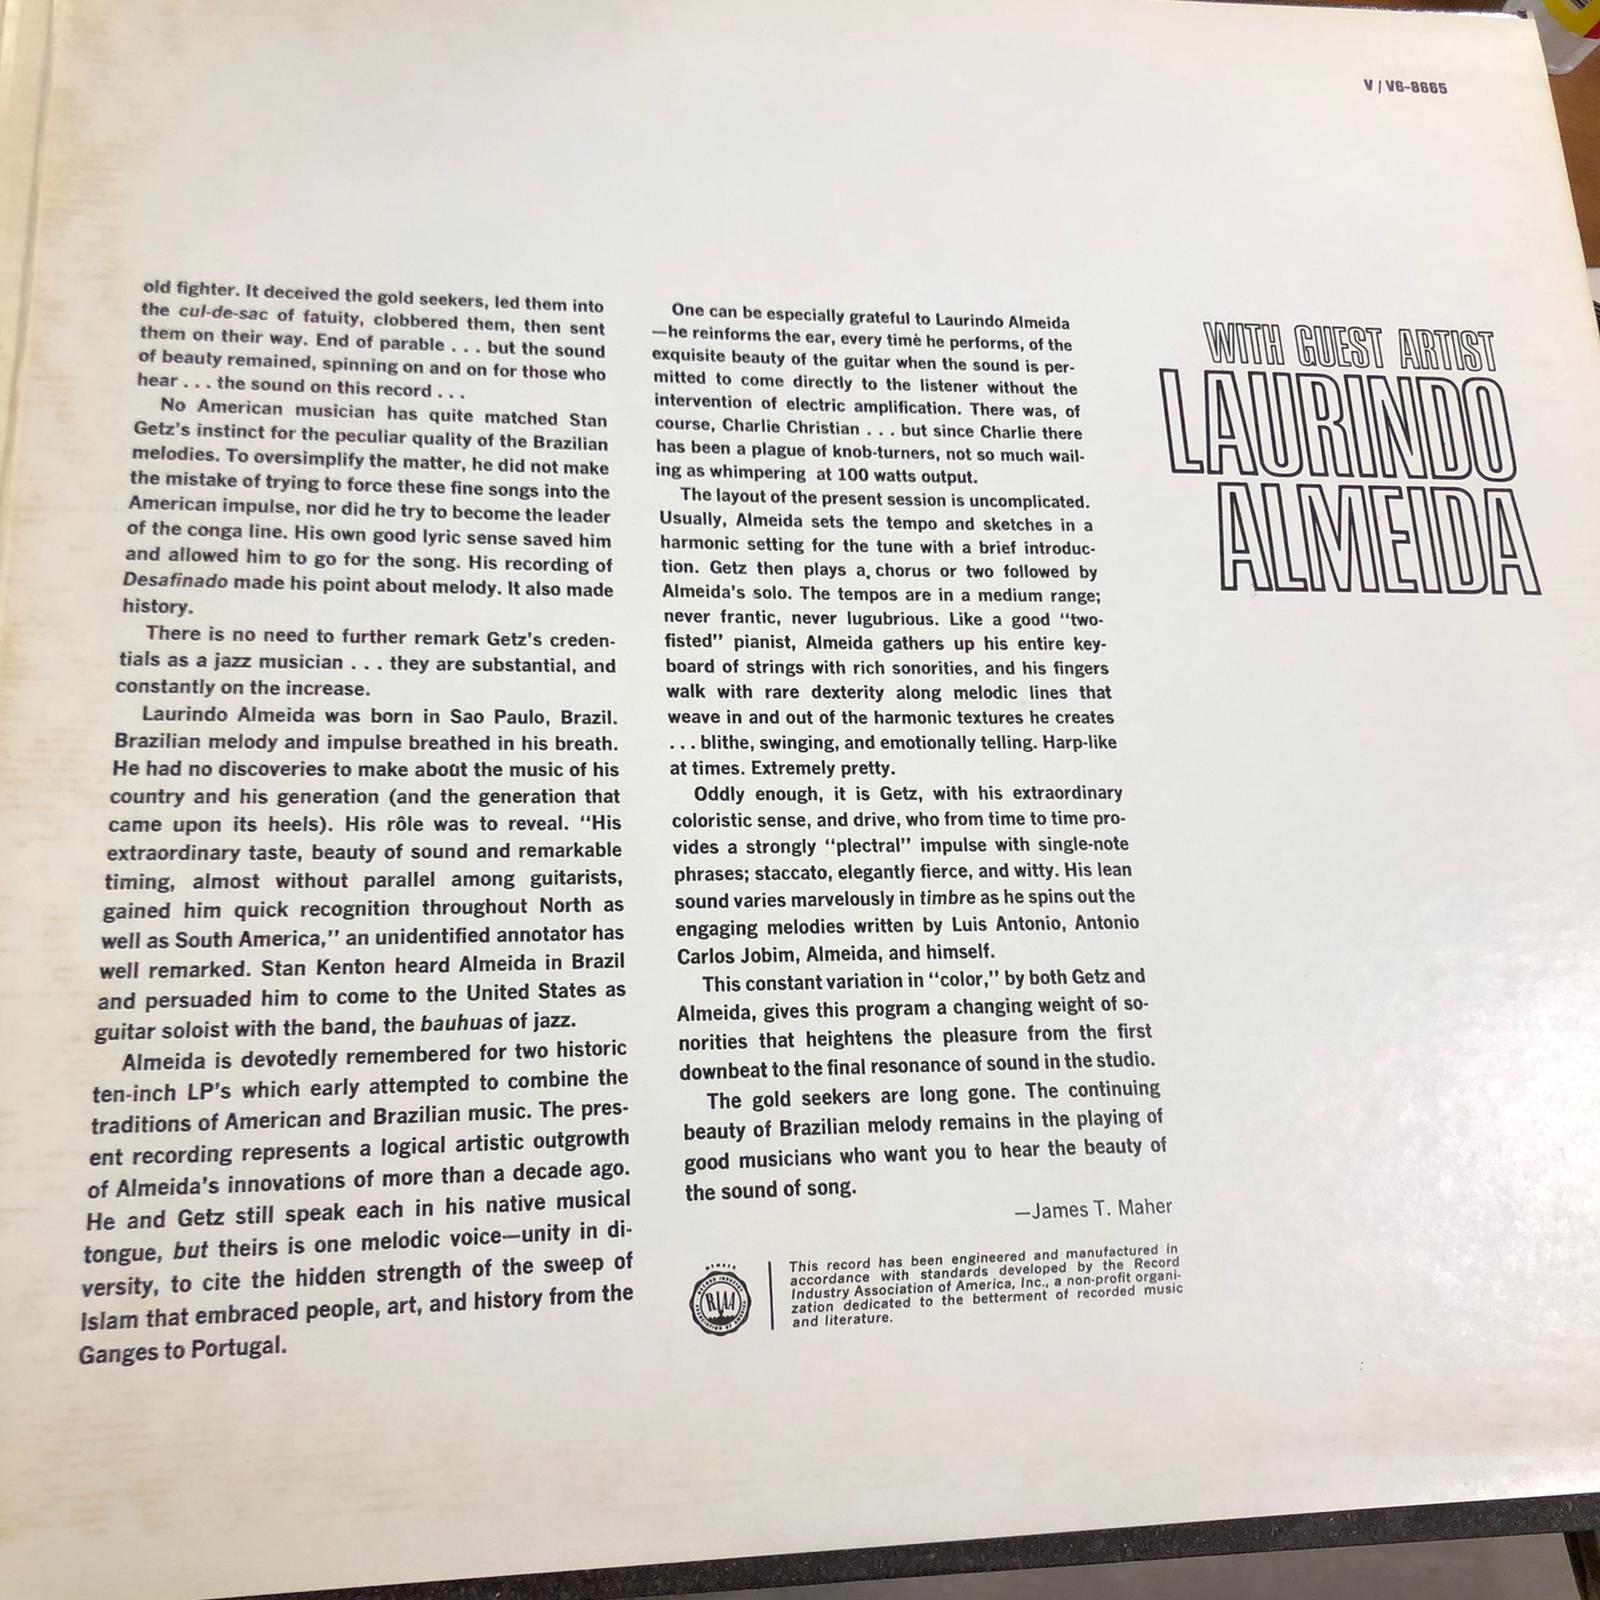 V/V6-8665
old fighter. It deceived the gold seekers, led them into
the cul-de-sac of fatuity, clobbered them, then sent
them on their way. End of parable . . . but the sound
of beauty remained, spinning on and on for those who
hear . . . the sound on this record . . .
No American musician has quite matched Stan
Getz's instinct for the peculiar quality of the Brazilian
melodies. To oversimplify the matter, he did not make
the mistake of trying to force these fine songs into the
American impulse, nor did he try to become the leader
of the conga line. His own good lyric sense saved him
and allowed him to go for the song. His recording of
Desafinado made his point about melody. It also made
history.
There is no need to further remark Getz's creden-
tials as a jazz musician . . . they are substantial, and
constantly on the increase.
Laurindo Almeida was born in Sao Paulo, Brazil.
Brazilian melody and impulse breathed in his breath.
He had no discoveries to make about the music of his
country and his generation (and the generation that
came upon its heels). His rôle was to reveal. "His
extraordinary taste, beauty of sound and remarkable
timing, almost without parallel among guitarists,
gained him quick recognition throughout North as
well as South America," an unidentified annotator has
well remarked. Stan Kenton heard Almeida in Brazil
and persuaded him to come to the United States as
guitar soloist with the band, the bauhuas of jazz.
Almeida is devotedly remembered for two historic
ten-inch LP's which early attempted to combine the
traditions of American and Brazilian music. The pres-
ent recording represents a logical artistic outgrowth
of Almeida's innovations of more than a decade ago.
He and Getz still speak each in his native musical
tongue, but theirs is one melodic voice—unity in di-
versity, to cite the hidden strength of the sweep of
Islam that embraced people, art, and history from the
Ganges to Portugal.
One can be especially grateful to Laurindo Almeida
—he reinforms the ear, every time he performs, of the
exquisite beauty of the guitar when the sound is per-
mitted to come directly to the listener without the
intervention of electric amplification. There was, of
course, Charlie Christian . . . but since Charlie there
has been a plague of knob-turners, not so much wail-
ing as whimpering at 100 watts output.
The layout of the present session is uncomplicated.
Usually, Almeida sets the tempo and sketches in a
harmonic setting for the tune with a brief introduc-
tion. Getz then plays a chorus or two followed by
Almeida's solo. The tempos are in a medium range;
never frantic, never lugubrious. Like a good "two-
fisted" pianist, Almeida gathers up his entire key-
board of strings with rich sonorities, and his fingers
walk with rare dexterity along melodic lines that
weave in and out of the harmonic textures he creates
. . . blithe, swinging, and emotionally telling. Harp-like
at times. Extremely pretty.
Oddly enough, it is Getz, with his extraordinary
coloristic sense, and drive, who from time to time pro-
vides a strongly "plectral" impulse with single-note
phrases; staccato, elegantly fierce, and witty. His lean
sound varies marvelously in timbre as he spins out the
engaging melodies written by Luis Antonio, Antonio
Carlos Jobim, Almeida, and himself.
This constant variation in "color," by both Getz and
Almeida, gives this program a changing weight of so-
norities that heightens the pleasure from the first
downbeat to the final resonance of sound in the studio.
The gold seekers are long gone. The continuing
beauty of Brazilian melody remains in the playing of
good musicians who want you to hear the beauty of
the sound of song.
—James T. Maher
MEMBER
RECORD INDUSTRY
RIAA
ASSOCIATION OF AMERICA
This record has been engineered and manufactured in
accordance with standards developed by the Record
Industry Association of America, Inc., a non-profit organi-
zation dedicated to the betterment of recorded music
and literature.
WITH GUEST ARTIST
LAURINDO
ALMEIDA